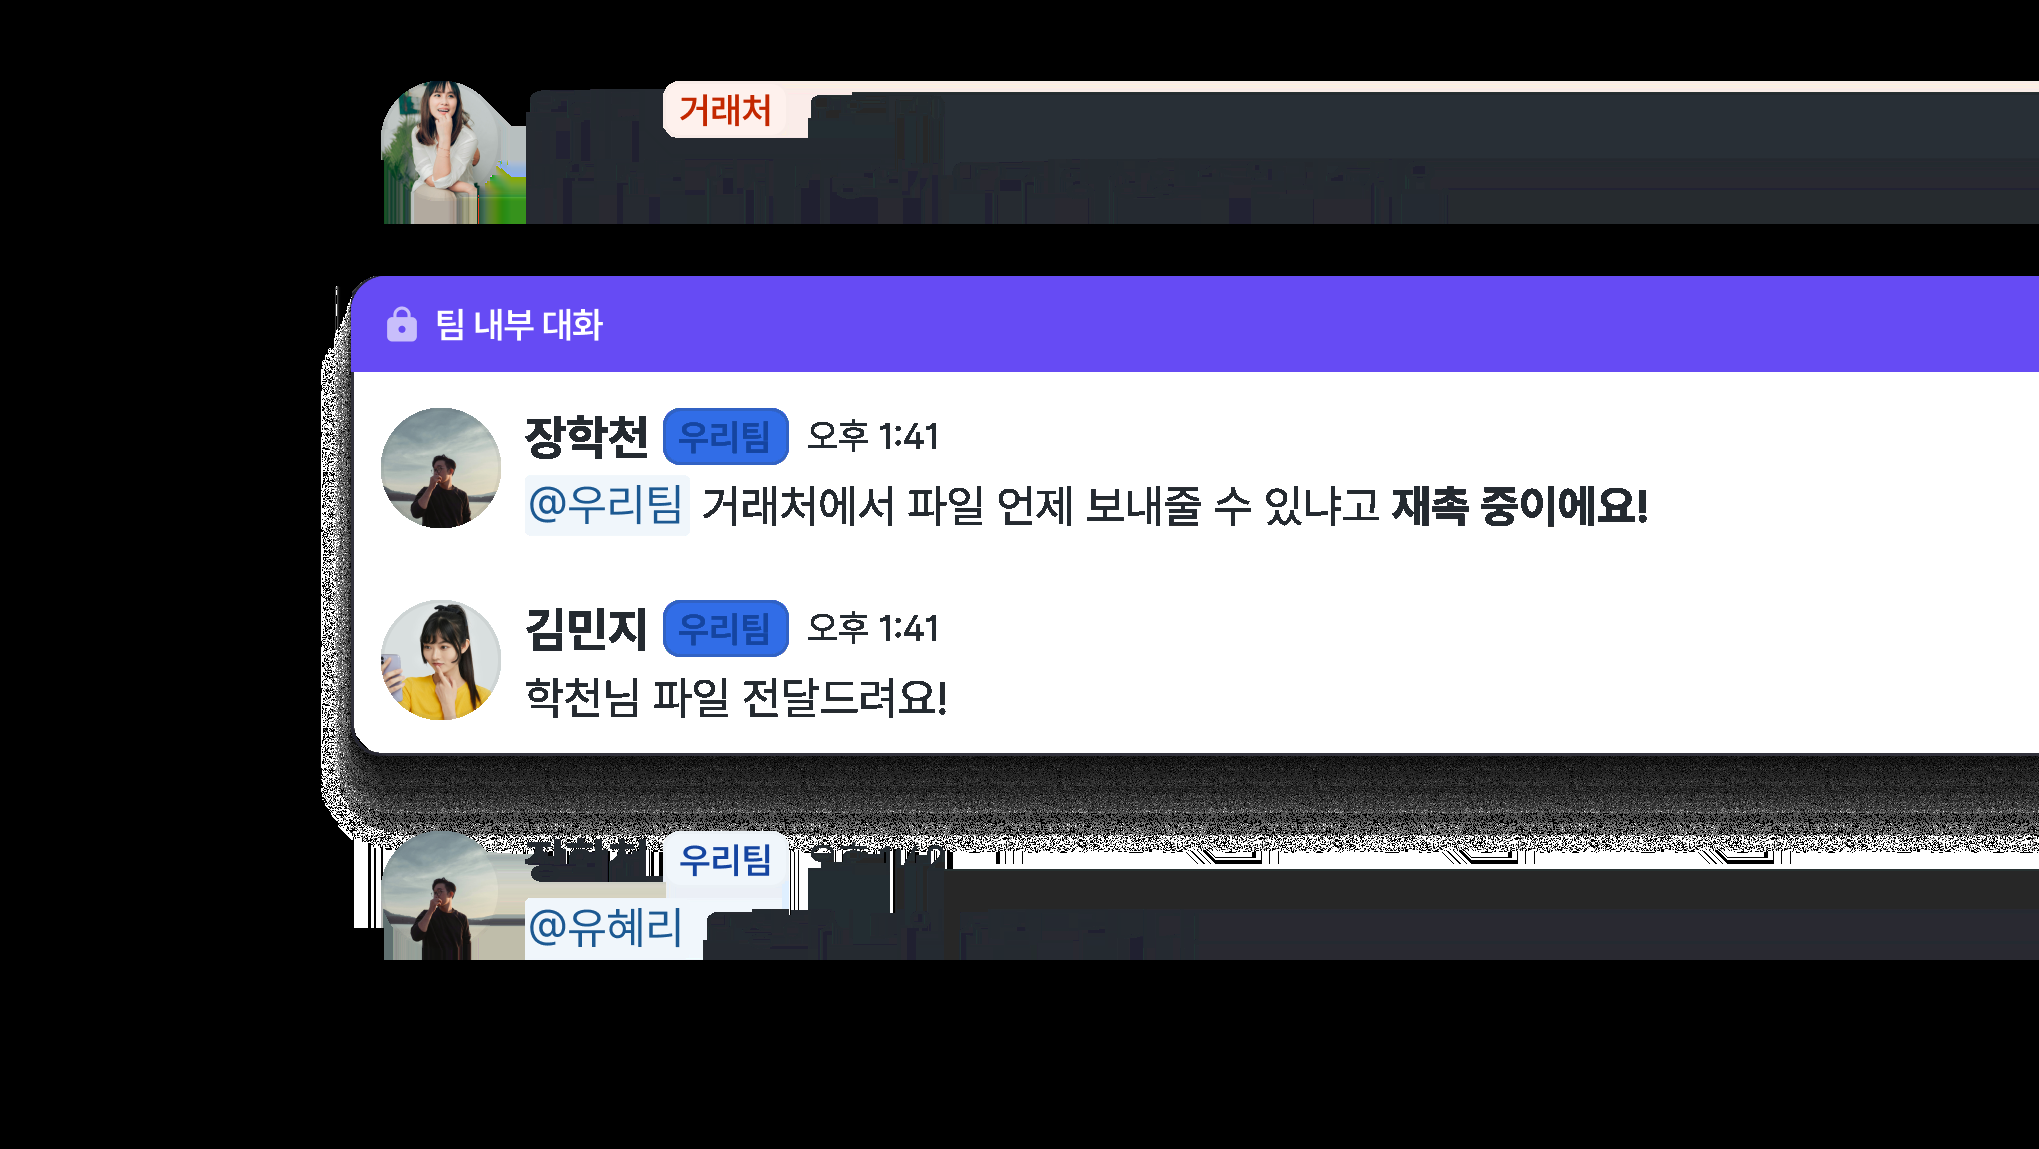 거래처
팀 내부 대화
장학천 우리팀 오후 1:41
@우리팀 거래처에서 파일 언제 보내줄 수 있냐고 재촉 중이에요!
김민지 우리팀 오후 1:41
학천님 파일 전달드려요!
우리팀
@유혜리